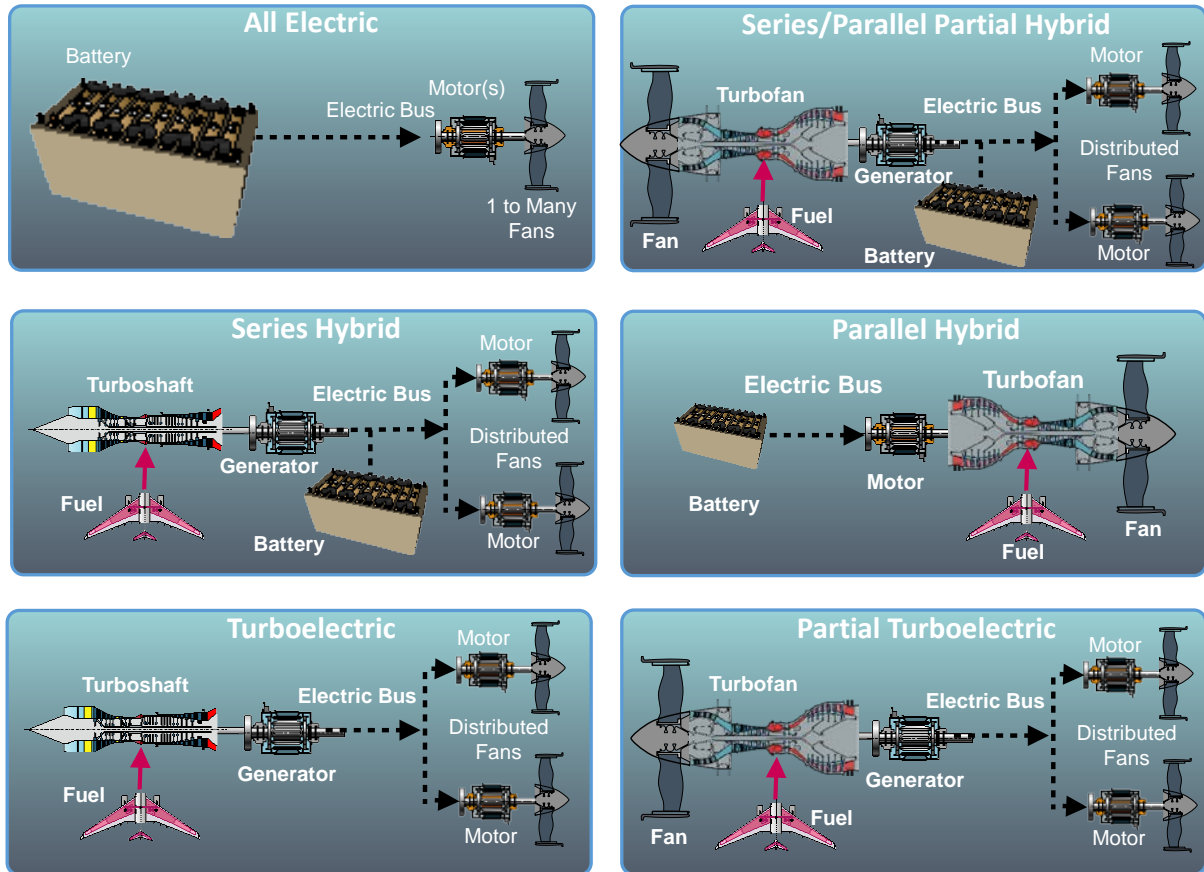 All Electric
Battery
Motor(s)
Electric Bus
1 to Many
Fans
Series/Parallel Partial Hybrid
Motor
Turbofan
Electric Bus
Distributed
Fans
Generator
Fuel
Fan
Battery
Motor
Series Hybrid
Motor
Turboshaft
Electric Bus
Distributed
Fans
Generator
Fuel
Battery
Motor
Parallel Hybrid
Electric Bus
Turbofan
Motor
Battery
Fan
Fuel
Turboelectric
Motor
Turboshaft
Electric Bus
Distributed
Fans
Generator
Fuel
Motor
Partial Turboelectric
Motor
Turbofan
Electric Bus
Distributed
Fans
Generator
Fuel
Fan
Motor